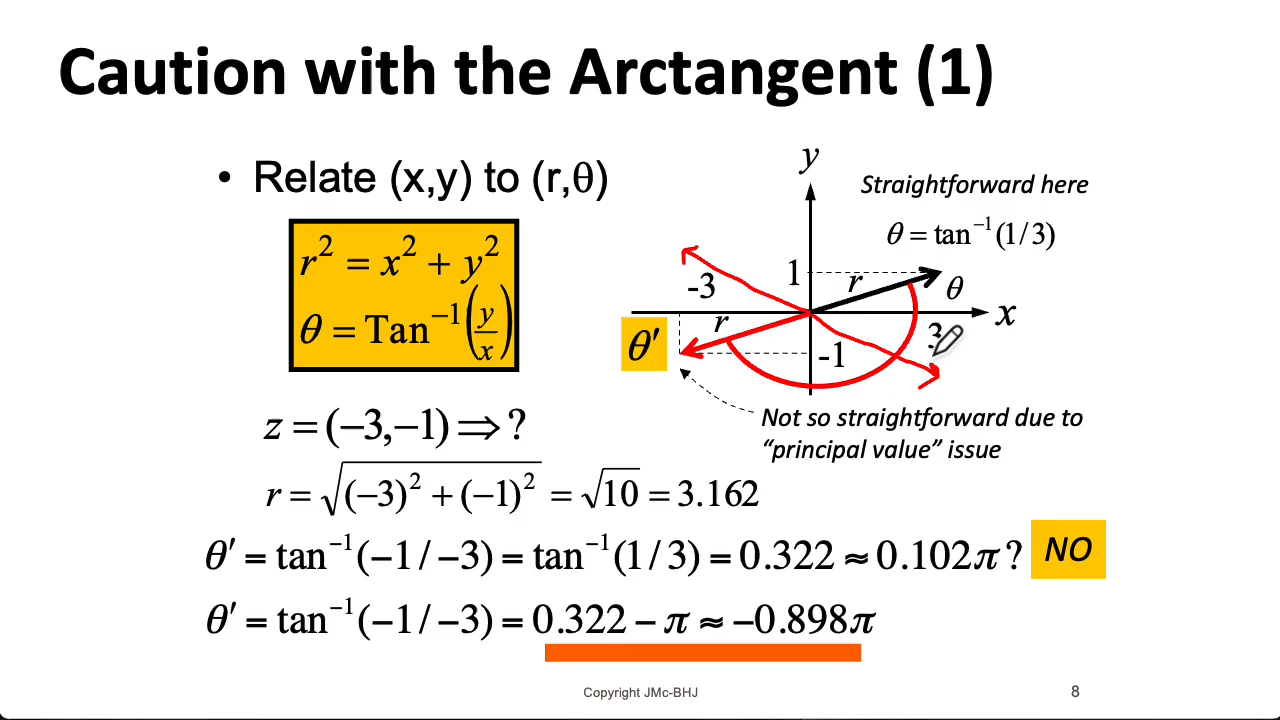 Caution with the Arctangent (1)
• Relate (x,y) to (r,θ)
r² = x² + y²
θ = Tan⁻¹(y/x)
y
Straightforward here
θ = tan⁻¹(1/3)
1
r
θ
x
-3
r
3
θ′
-1
Not so straightforward due to
“principal value” issue
z = (−3,−1) ⇒ ?
r = √((−3)² + (−1)²) = √10 = 3.162
θ′ = tan⁻¹(−1/−3) = tan⁻¹(1/3) = 0.322 ≈ 0.102π ? NO
θ′ = tan⁻¹(−1/−3) = 0.322 − π ≈ −0.898π
Copyright JMc-BHJ
8